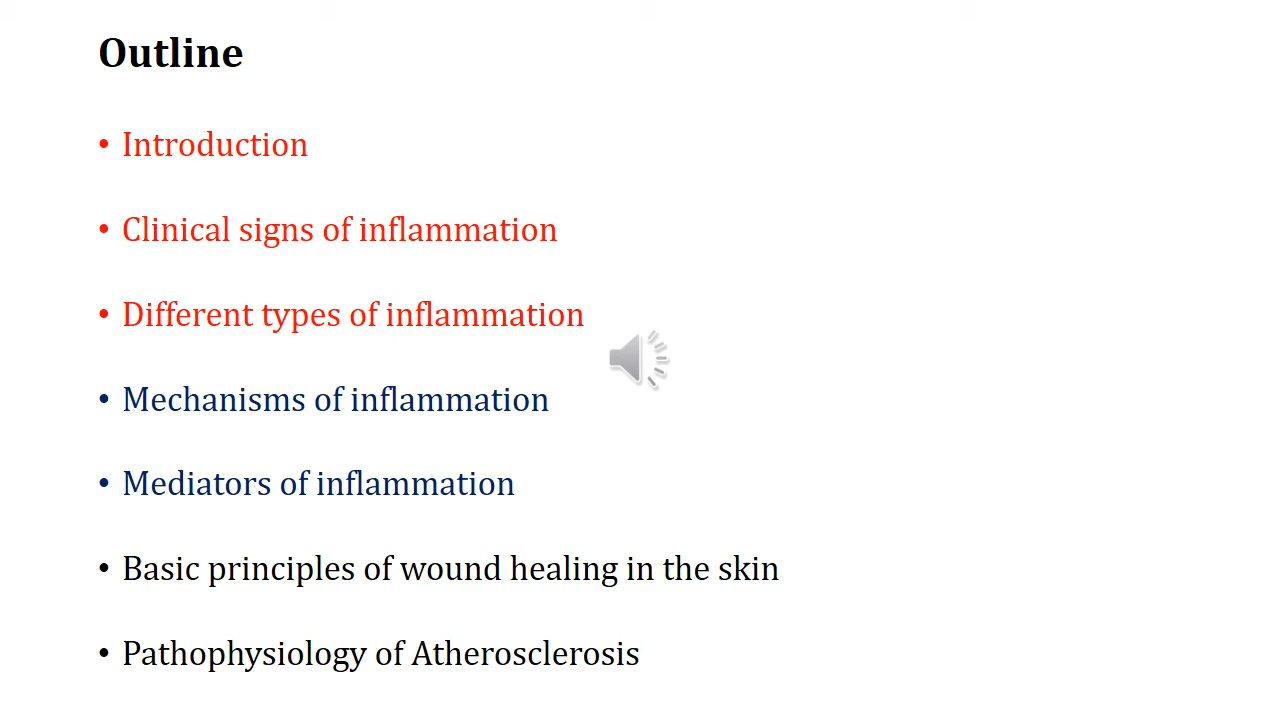 Outline
• Introduction
• Clinical signs of inflammation
• Different types of inflammation
• Mechanisms of inflammation
• Mediators of inflammation
• Basic principles of wound healing in the skin
• Pathophysiology of Atherosclerosis